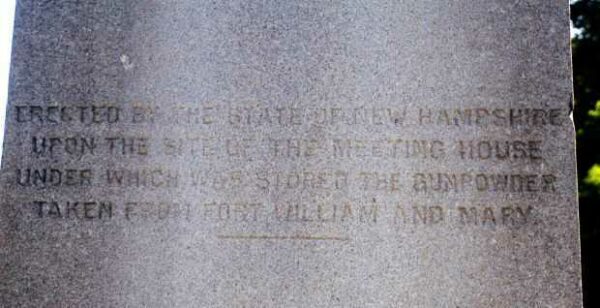 ERECTED BY THE STATE OF NEW HAMPSHIRE
UPON THE SITE OF THE MEETING HOUSE
UNDER WHICH WAS STORED THE GUNPOWDER
TAKEN FROM FORT WILLIAM AND MARY.